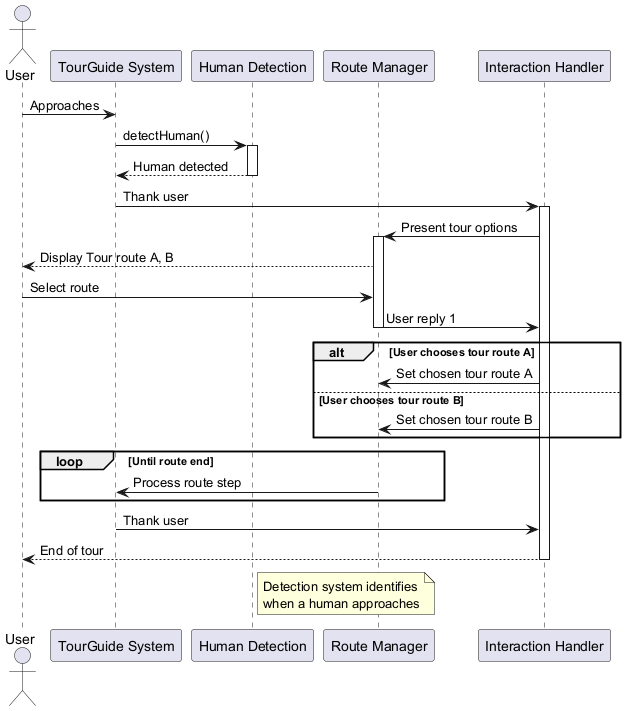 User
TourGuide System
Human Detection
Route Manager
Interaction Handler
Approaches
detectHuman()
Human detected
Thank user
Present tour options
Display Tour route A, B
Select route
User reply 1
alt
[User chooses tour route A]
Set chosen tour route A
[User chooses tour route B]
Set chosen tour route B
loop
[Until route end]
Process route step
Thank user
End of tour
Detection system identifies
when a human approaches
User
TourGuide System
Human Detection
Route Manager
Interaction Handler